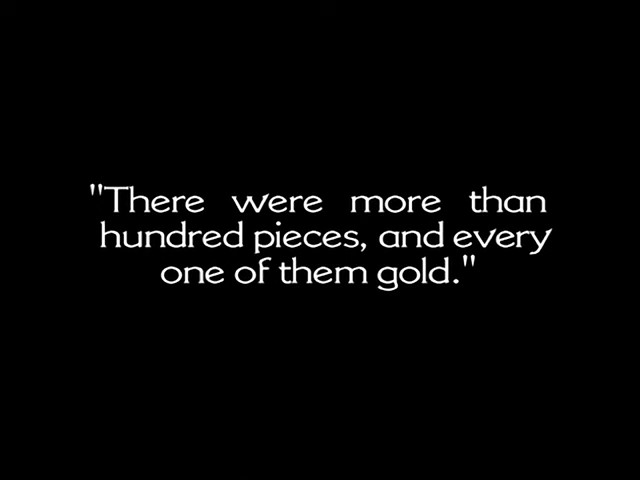 "There were more than
hundred pieces, and every
one of them gold."